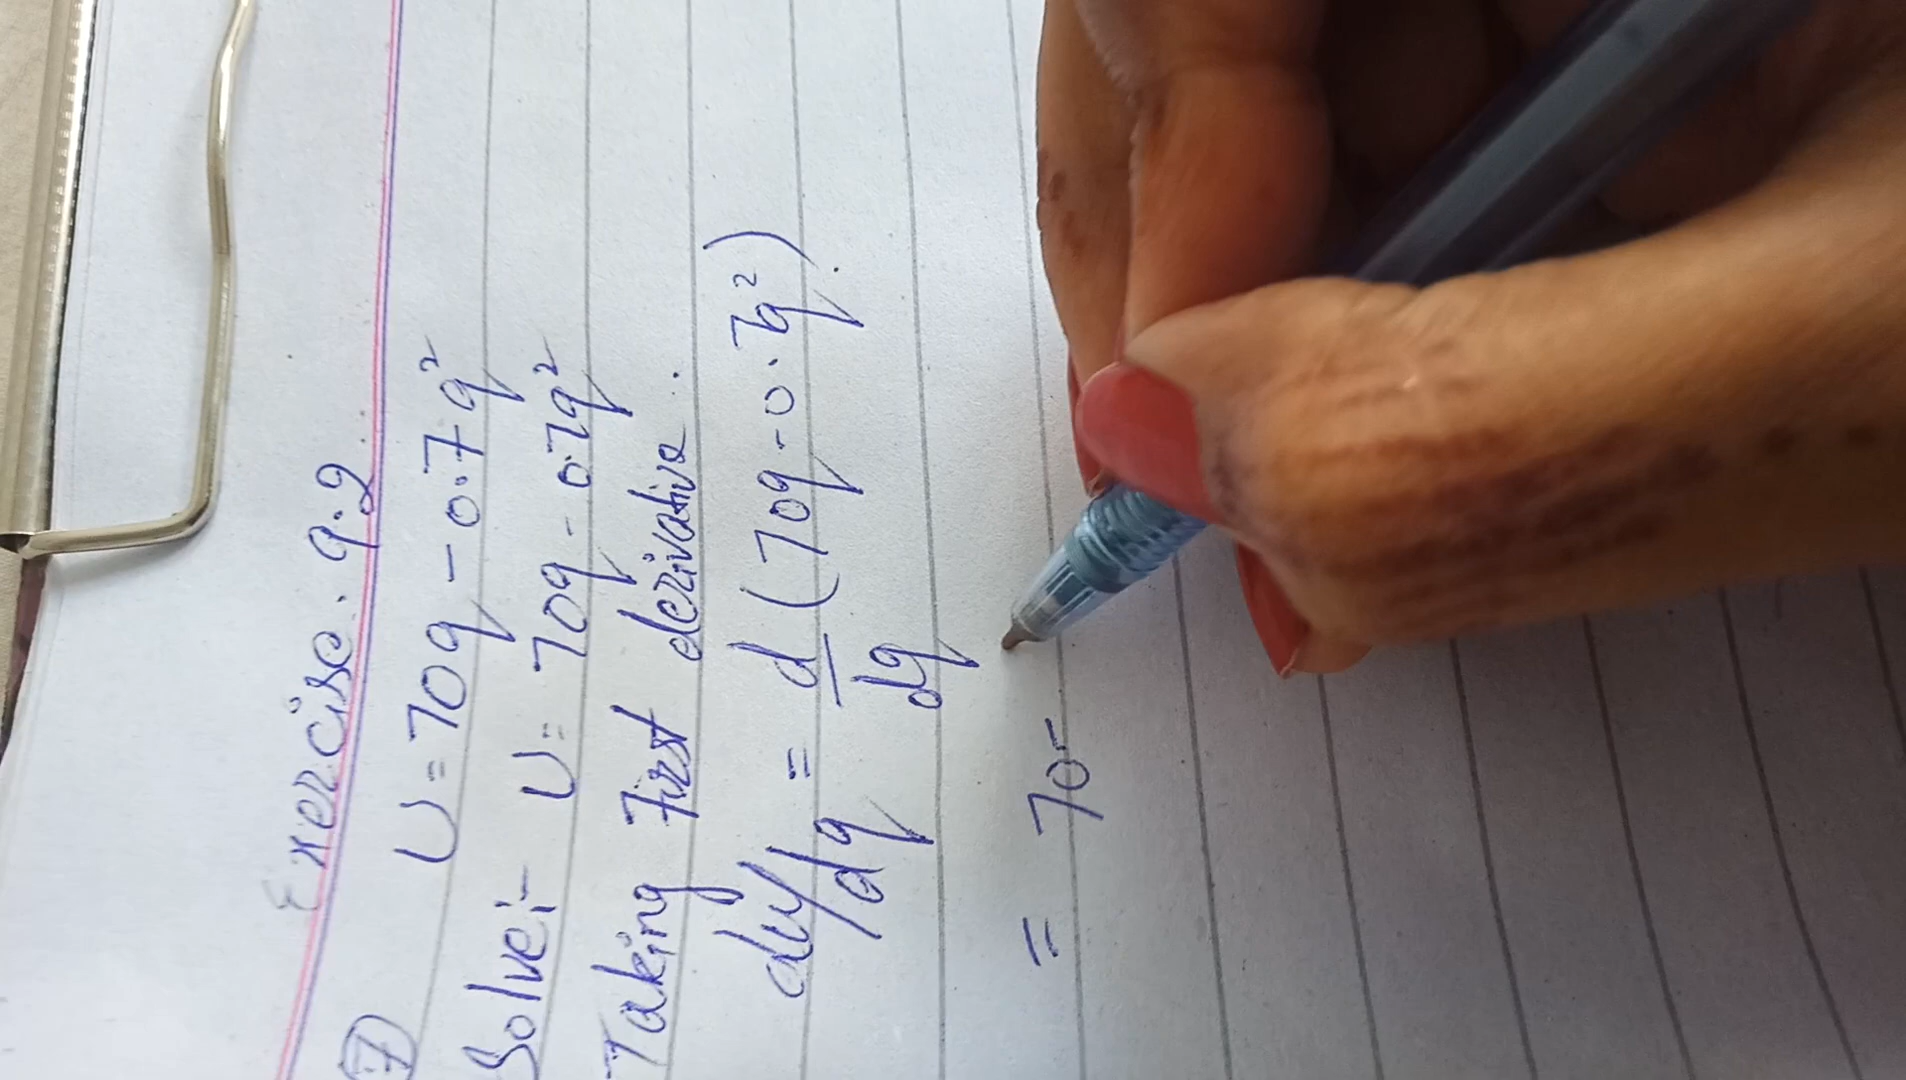 Exercise. 9.2
7 U = 70q - 0.7q²
Solve:- U = 70q - 0.7q²
Taking First derivative.
du/dq = d/dq (70q - 0.7q²).
= 70 -